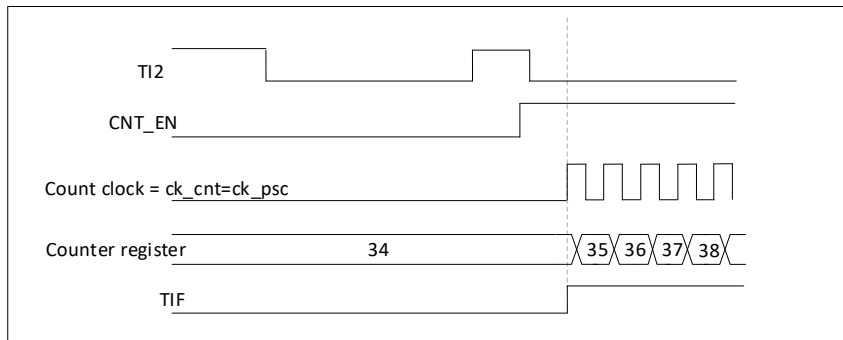 TI2
CNT_EN
Count clock = ck_cnt=ck_psc
Counter register 34 35 36 37 38
TIF